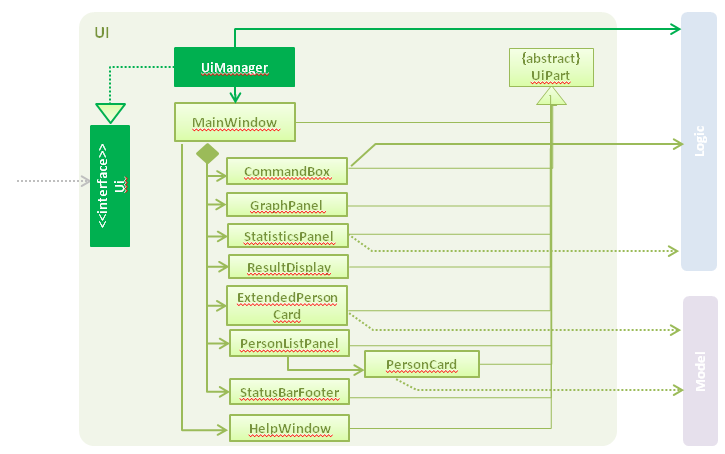 UI
UiManager
{abstract}
UiPart
MainWindow
<<interface>>
Ui
CommandBox
GraphPanel
StatisticsPanel
ResultDisplay
ExtendedPerson
Card
PersonListPanel
PersonCard
StatusBarFooter
HelpWindow
Logic
Model